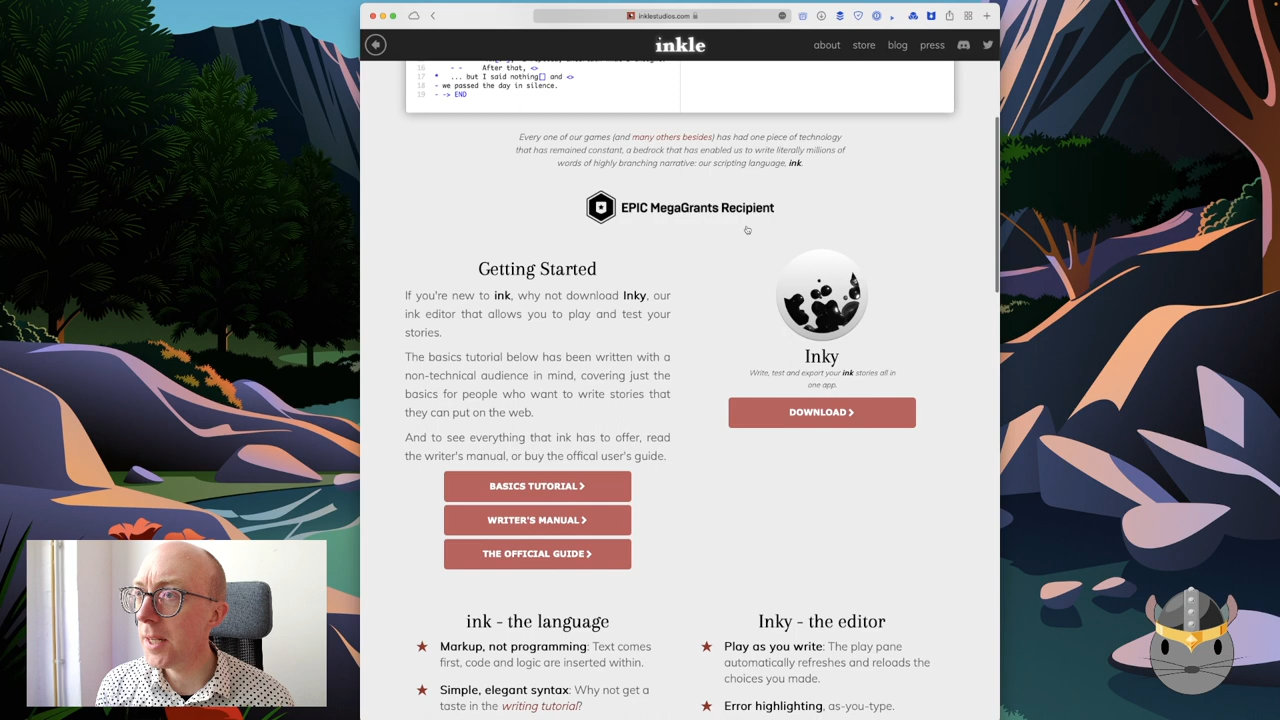 inklestudios.com
inkle
about store blog press
16 - - After that, <>
17 * ... but I said nothing[] and <>
18 - we passed the day in silence.
19 - -> END
Every one of our games (and many others besides) has had one piece of technology
that has remained constant, a bedrock that has enabled us to write literally millions of
words of highly branching narrative: our scripting language, ink.
EPIC MegaGrants Recipient
Getting Started
If you're new to ink, why not download Inky, our
ink editor that allows you to play and test your
stories.
The basics tutorial below has been written with a
non-technical audience in mind, covering just the
basics for people who want to write stories that
they can put on the web.
And to see everything that ink has to offer, read
the writer's manual, or buy the offical user's guide.
BASICS TUTORIAL
WRITER'S MANUAL
THE OFFICIAL GUIDE
Inky
Write, test and export your ink stories all in
one app.
DOWNLOAD
ink - the language
Markup, not programming: Text comes
first, code and logic are inserted within.
Simple, elegant syntax: Why not get a
taste in the writing tutorial?
Inky - the editor
Play as you write: The play pane
automatically refreshes and reloads the
choices you made.
Error highlighting, as-you-type.